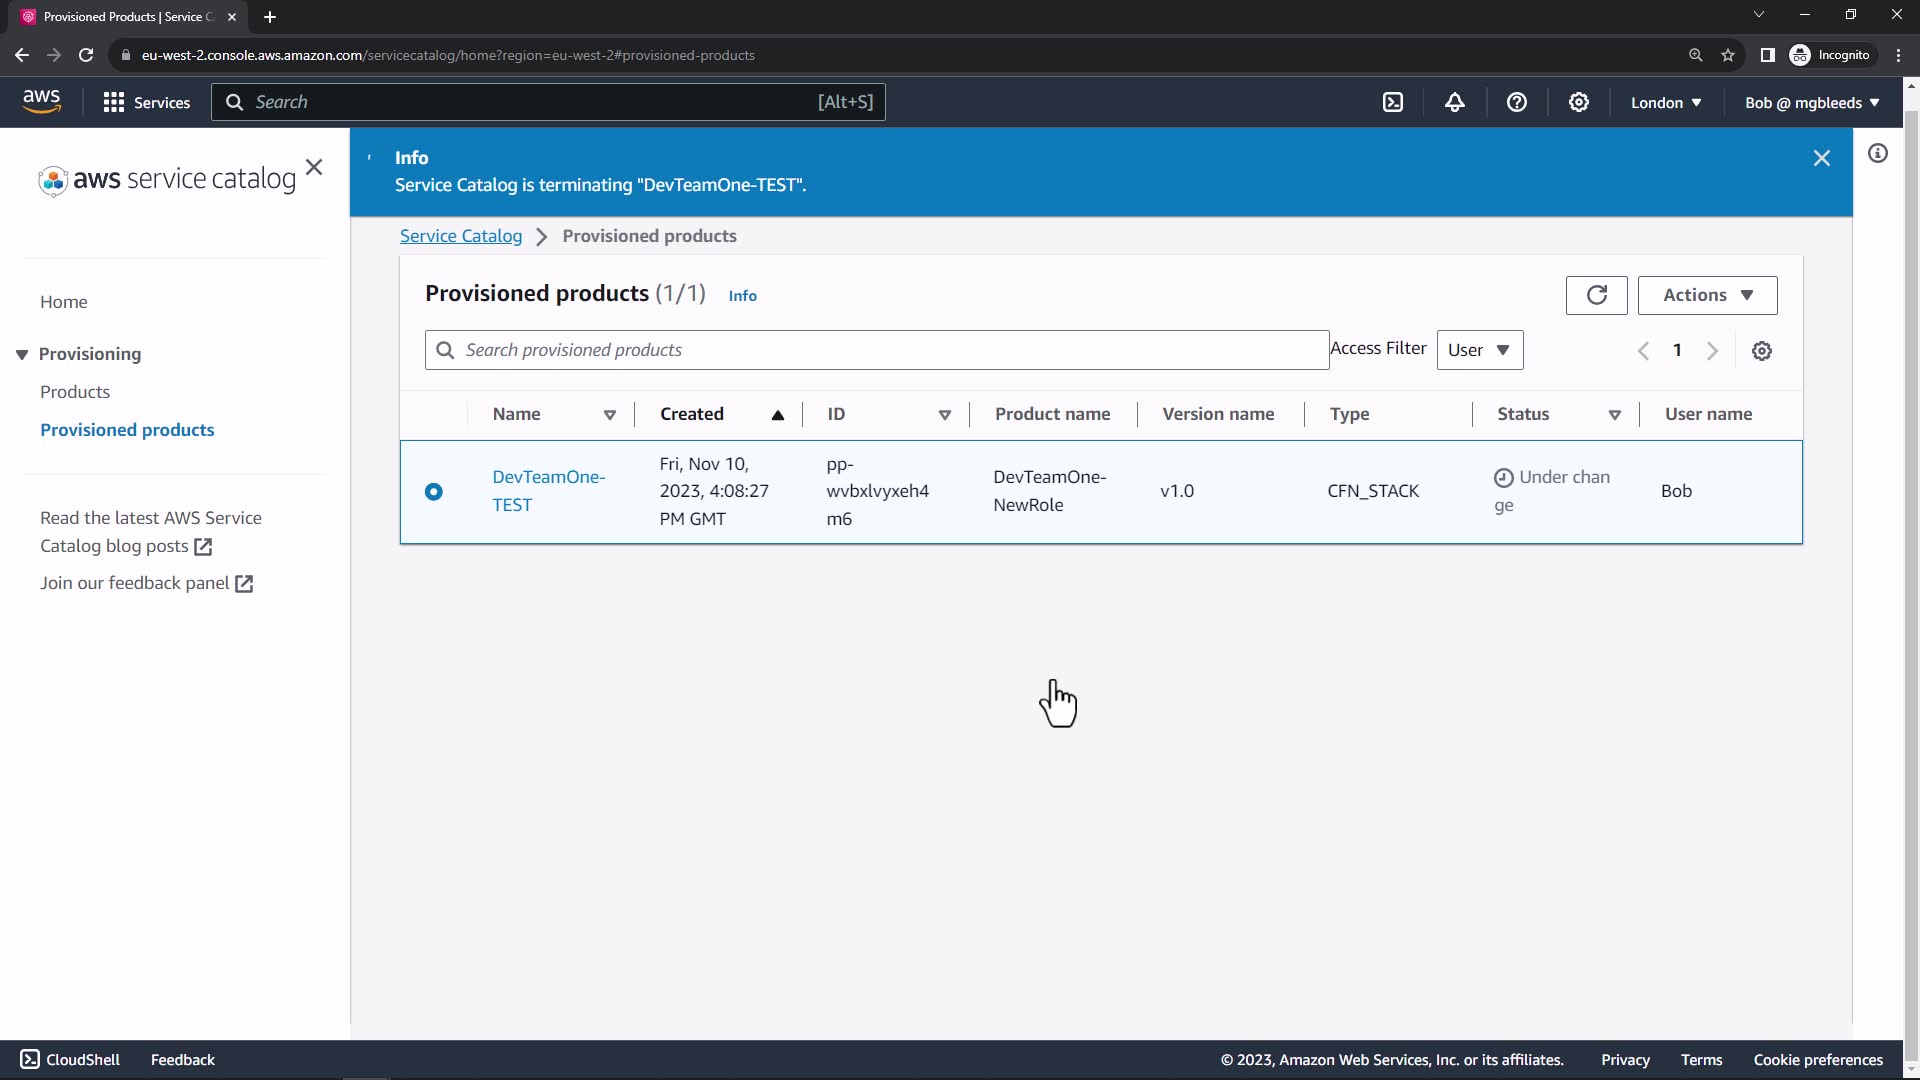 Provisioned Products | Service C
eu-west-2.console.aws.amazon.com/servicecatalog/home?region=eu-west-2#provisioned-products
Incognito
aws
Services
Search
[Alt+S]
London
Bob @ mgbleeds
aws service catalog
Home
Provisioning
Products
Provisioned products
Read the latest AWS Service
Catalog blog posts
Join our feedback panel
Info
Service Catalog is terminating "DevTeamOne-TEST".
Service Catalog
Provisioned products
Provisioned products (1/1)
Info
Actions
Search provisioned products
Access Filter
User
1
Name
Created
ID
Product name
Version name
Type
Status
User name
DevTeamOne-
TEST
Fri, Nov 10,
2023, 4:08:27
PM GMT
pp-
wvbxlvyxeh4
m6
DevTeamOne-
NewRole
v1.0
CFN_STACK
Under chan
ge
Bob
CloudShell
Feedback
© 2023, Amazon Web Services, Inc. or its affiliates.
Privacy
Terms
Cookie preferences